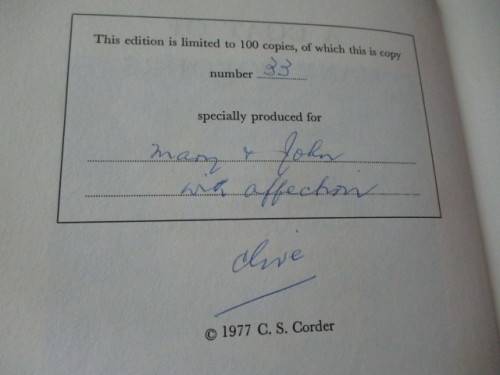 This edition is limited to 100 copies, of which this is copy
number 33
specially produced for
Mary & John
with affection
Clive
© 1977 C. S. Corder